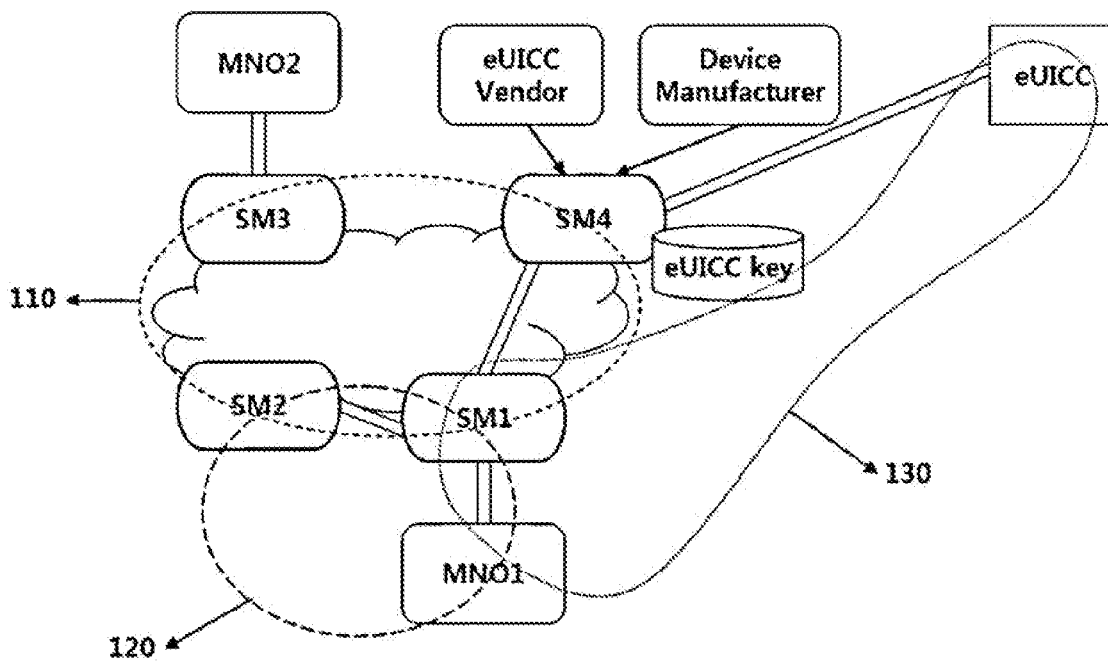 MNO2
eUICC
Vendor
Device
Manufacturer
eUICC
SM3
SM4
eUICC key
110
SM2
SM1
130
MNO1
120